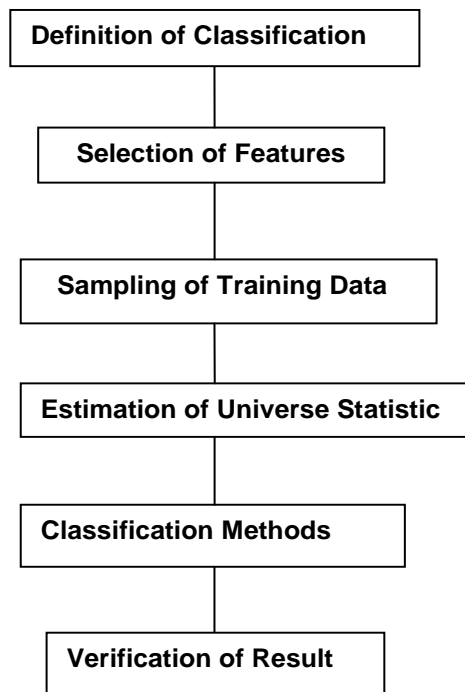 Definition of Classification
Selection of Features
Sampling of Training Data
Estimation of Universe Statistic
Classification Methods
Verification of Result